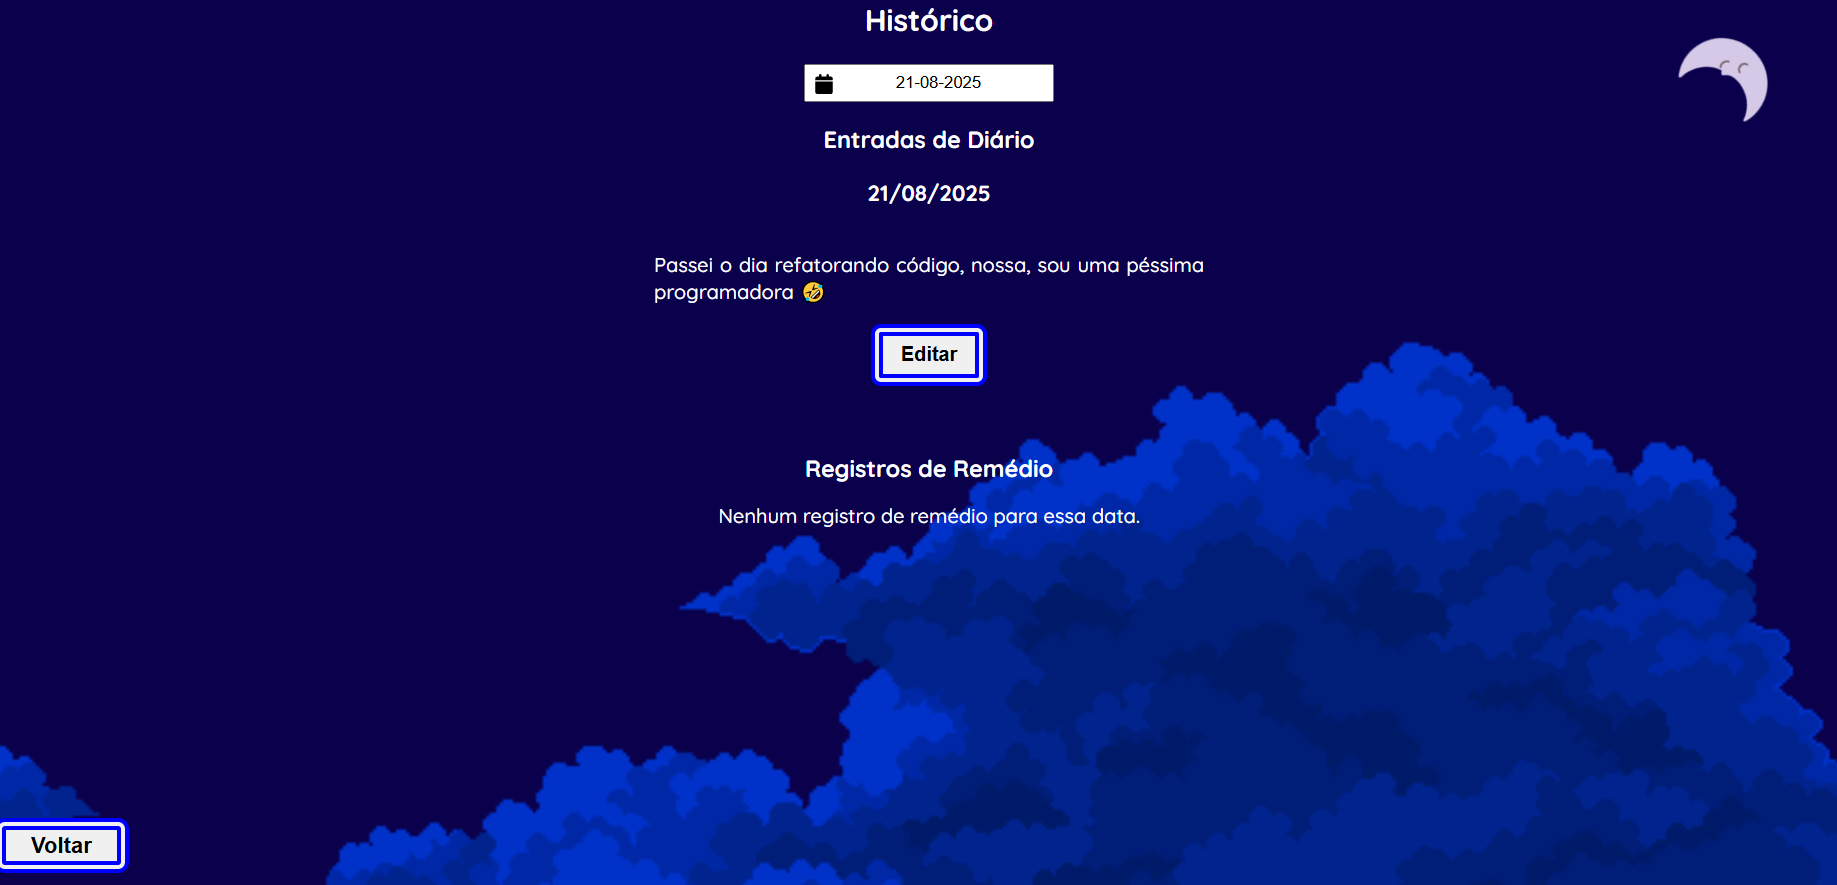 Histórico
21-08-2025
Entradas de Diário
21/08/2025
Passei o dia refatorando código, nossa, sou uma péssima
programadora 🤣
Editar
Registros de Remédio
Nenhum registro de remédio para essa data.
Voltar